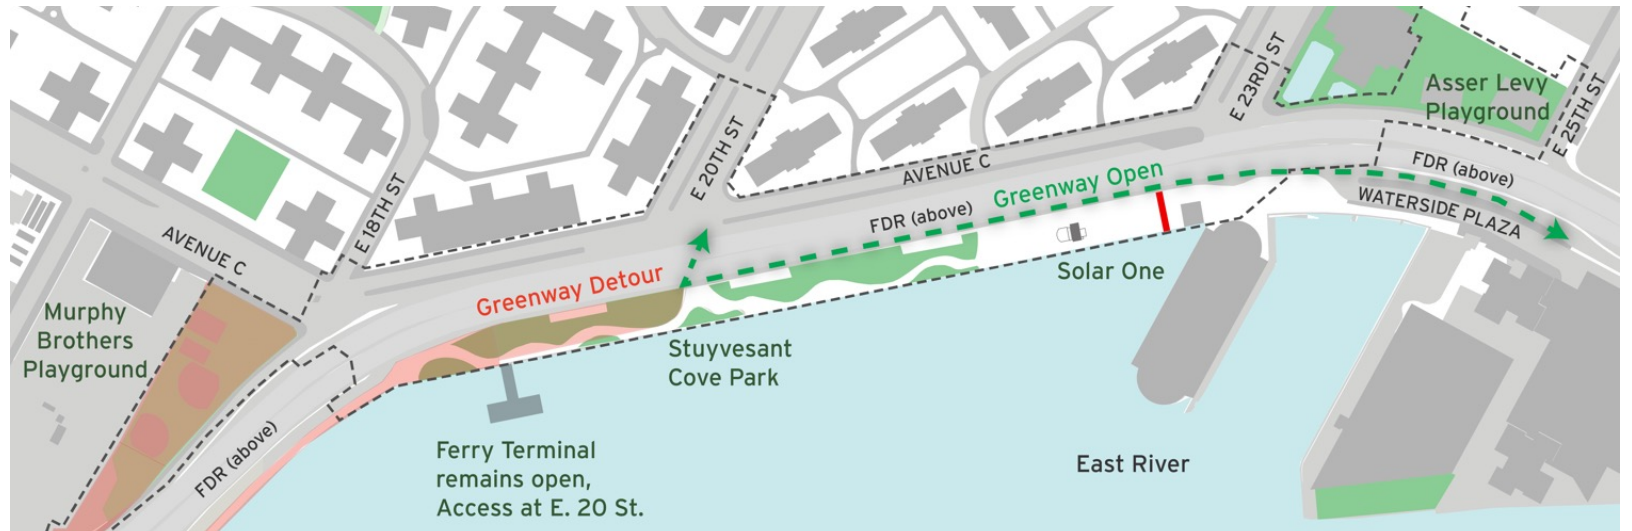 Asser Levy
Playground
E 23RD ST
E 25TH ST
E 20TH ST
AVENUE C
Greenway Open
FDR (above)
FDR (above)
WATERSIDE PLAZA
E 18TH ST
AVENUE C
Greenway Detour
Solar One
Murphy
Brothers
Playground
Stuyvesant
Cove Park
FDR (above)
Ferry Terminal
remains open,
Access at E. 20 St.
East River